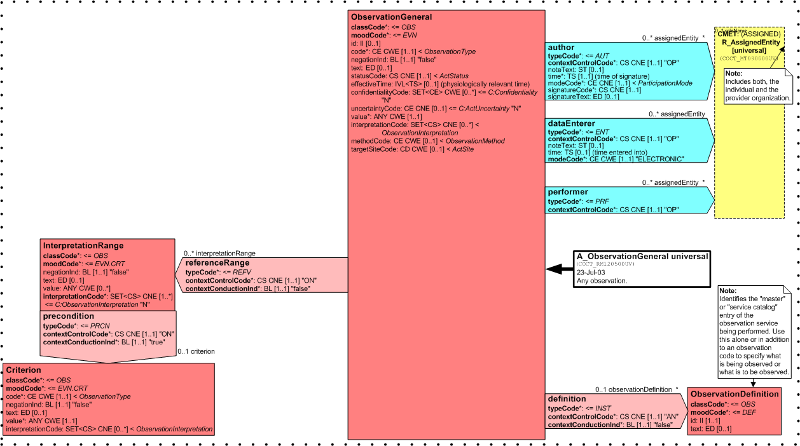 ObservationGeneral
classCode*: <= OBS
moodCode*: <= EVN
id: II [0..1]
code*: CE CWE [1..1] < ObservationType
negationInd: BL [1..1] "false"
text: ED [0..1]
statusCode: CS CNE [1..1] < ActStatus
effectiveTime: IVL<TS> [0..1] (physiologically relevant time)
confidentialityCode: SET<CE> CWE [0..*] <= C:Confidentiality
"N"
uncertaintyCode: CE CNE [0..1] <= C:ActUncertainty "N"
value*: ANY CWE [1..1]
interpretationCode: SET<CS> CNE [0..*] <
ObservationInterpretation
methodCode: CE CWE [0..1] < ObservationMethod
targetSiteCode: CD CWE [0..1] < ActSite
0..* assignedEntity
author
typeCode*: <= AUT
contextControlCode*: CS CNE [1..1] "OP"
noteText: ST [0..1]
time*: TS [1..1] (time of signature)
modeCode*: CE CNE [1..1] < ParticipationMode
signatureCode*: CS CNE [1..1]
signatureText: ED [0..1]
0..* assignedEntity *
dataEnterer
typeCode*: <= ENT
contextControlCode*: CS CNE [1..1] "OP"
noteText: ST [0..1]
time: TS [0..1] (time entered into)
modeCode*: CE CWE [1..1] "ELECTRONIC"
0..* assignedEntity *
performer
typeCode*: <= PRF
contextControlCode*: CS CNE [1..1] "OP"
CMET: (ASSIGNED)
R_AssignedEntity
[universal]
Note:
Includes both, the
individual and the
provider organization.
A_ObservationGeneral universal
23-Jul-03
Any observation.
0..* interpretationRange
referenceRange
typeCode*: <= REFV
contextControlCode*: CS CNE [1..1] "ON"
contextConductionInd*: BL [1..1] "false"
InterpretationRange
classCode*: <= OBS
moodCode*: <= EVN.CRT
negationInd: BL [1..1] "false"
text: ED [0..1]
value: ANY CWE [0..*]
interpretationCode*: SET<CS> CNE [1..*]
<= C:ObservationInterpretation "N"
precondition
typeCode*: <= PRCN
contextControlCode*: CS CNE [1..1] "ON"
contextConductionInd*: BL [1..1] "true"
0..1 criterion
Criterion
classCode*: <= OBS
moodCode*: <= EVN.CRT
code*: CE CWE [1..1] < ObservationType
negationInd: BL [1..1] "false"
text: ED [0..1]
value*: ANY CWE [1..1]
interpretationCode: SET<CS> CNE [0..*] < ObservationInterpretation
Note:
Identifies the "master"
or "service catalog"
entry of the
observation service
being performed. Use
this alone or in addition
to an observation
code to specify what
is being observed or
what is to be observed.
0..1 observationDefinition *
definition
typeCode*: <= INST
contextControlCode*: CS CNE [1..1] "AN"
contextConductionInd*: BL [1..1] "false"
ObservationDefinition
classCode*: <= OBS
moodCode*: <= DEF
id*: II [1..1]
text: ED [0..1]